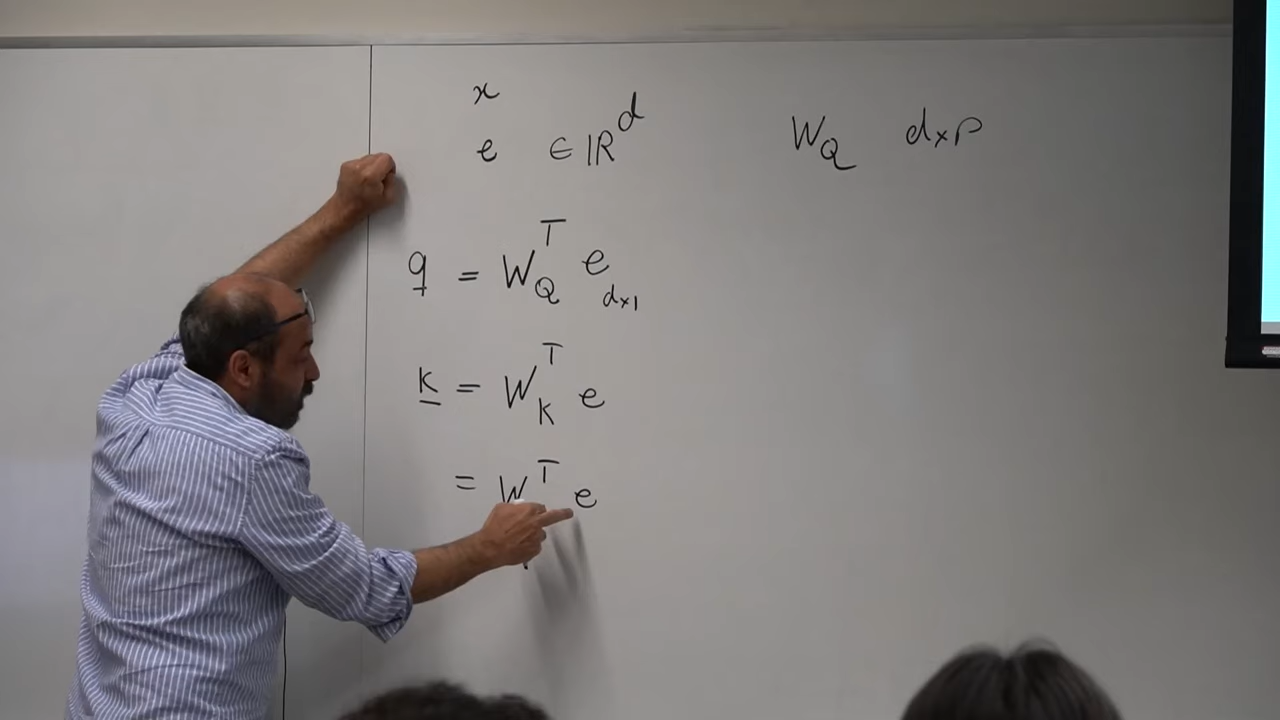 x
e ∈ ℝ^d W_Q d×p
q = W_Q^T e_{d×1}
k = W_K^T e
= W^T e